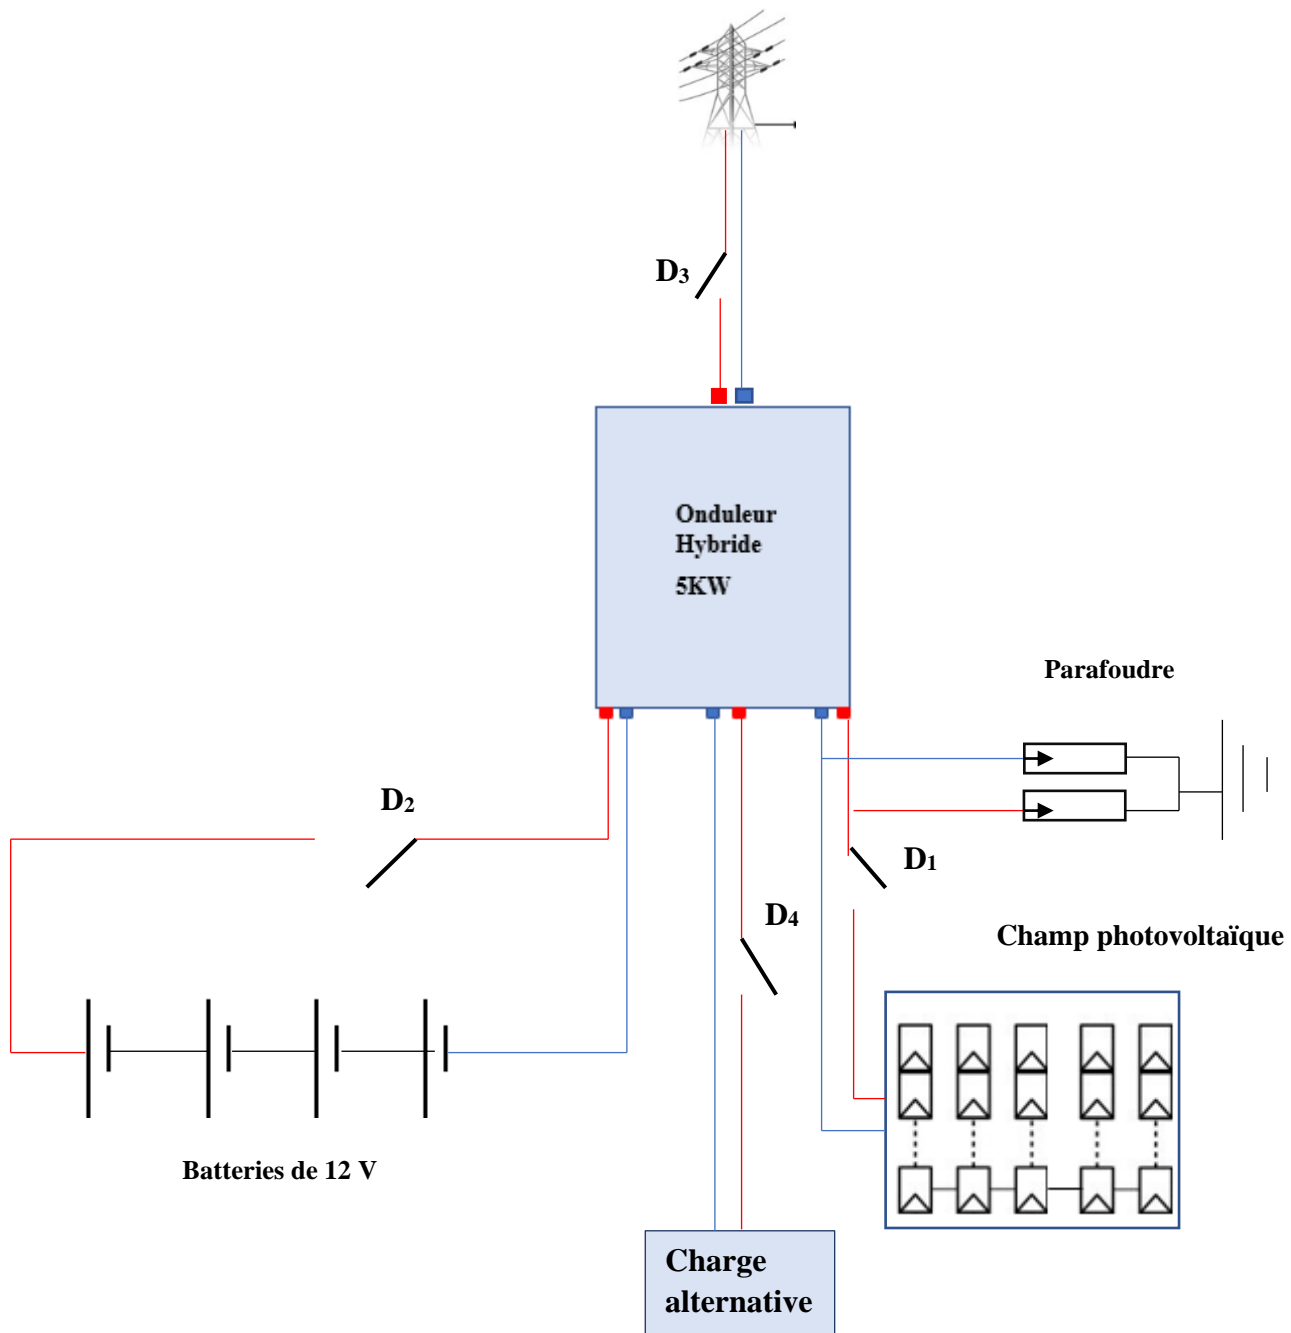 D3
Onduleur
Hybride
5KW
Parafoudre
D2
D1
D4
Champ photovoltaïque
Batteries de 12 V
Charge
alternative